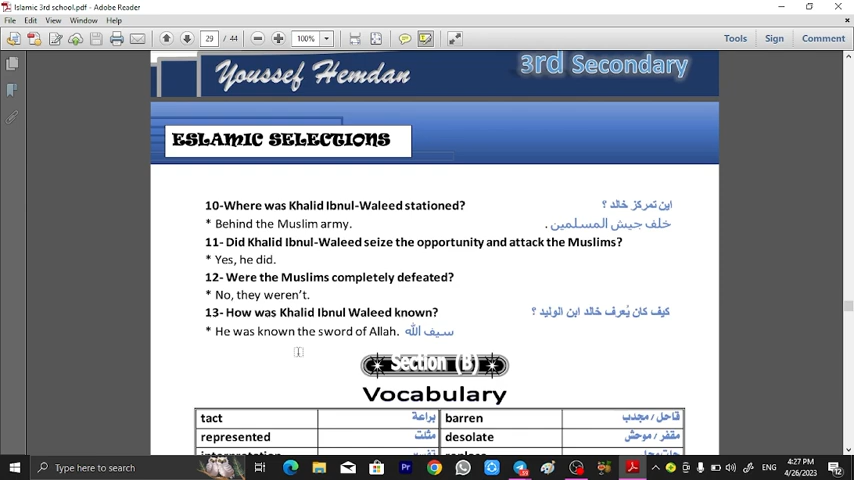 Islamic 3rd school.pdf - Adobe Reader
File Edit View Window Help
29 / 44 100% Tools Sign Comment
Youssef Hemdan 3rd Secondary
ESLAMIC SELECTIONS
10-Where was Khalid Ibnul-Waleed stationed? اين تمركز خالد ؟
* Behind the Muslim army. خلف جيش المسلمين .
11- Did Khalid Ibnul-Waleed seize the opportunity and attack the Muslims?
* Yes, he did.
12- Were the Muslims completely defeated?
* No, they weren't.
13- How was Khalid Ibnul Waleed known? كيف كان يُعرف خالد ابن الوليد ؟
* He was known the sword of Allah. سيف الله
Section (B)
Vocabulary
tact براعة barren قاحل / مجدب
represented مثلت desolate مقفر / موحش
interpretation replace
Type here to search 59 ENG 4:27 PM
4/26/2023 12